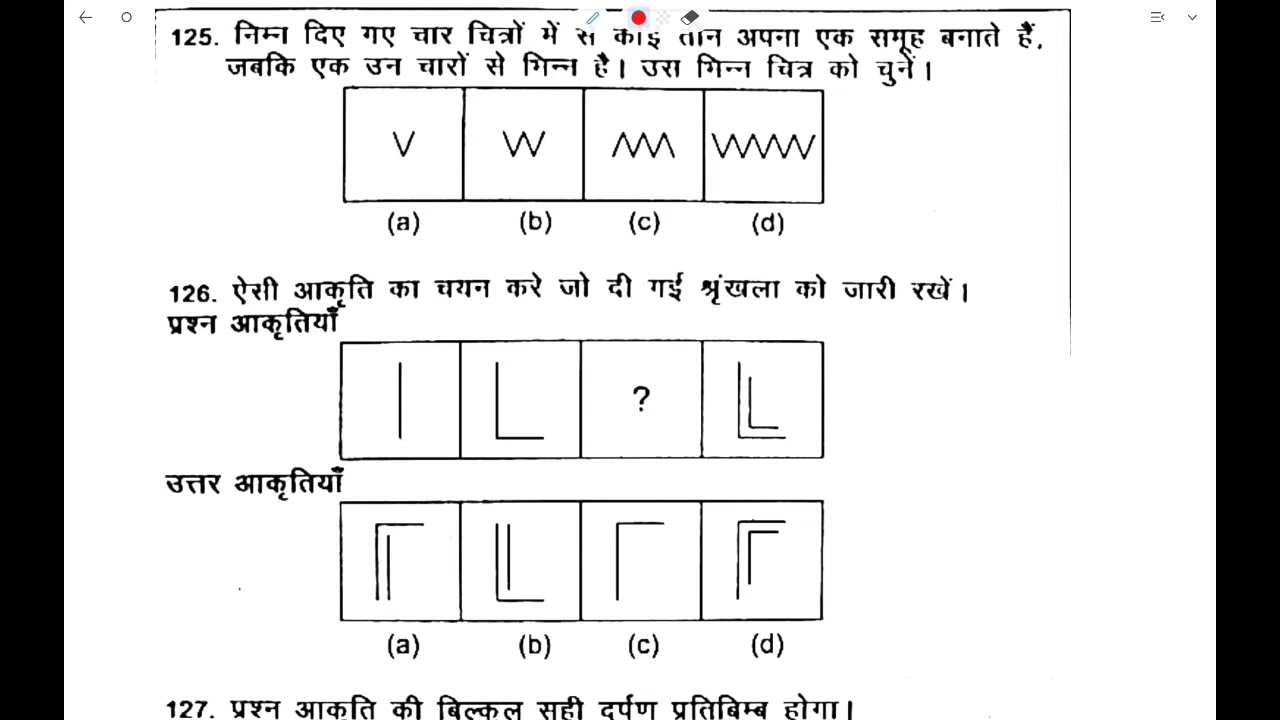 125. निम्न दिए गए चार चित्रों में से कोई तीन अपना एक समूह बनाते हैं,
जबकि एक उन चारों से भिन्न है। उस भिन्न चित्र को चुनें।
(a) (b) (c) (d)
126. ऐसी आकृति का चयन करे जो दी गई श्रृंखला को जारी रखें।
प्रश्न आकृतियाँ
?
उत्तर आकृतियाँ
(a) (b) (c) (d)
127. प्रश्न आकृति की बिल्कुल सही दर्पण प्रतिबिम्ब होगा।